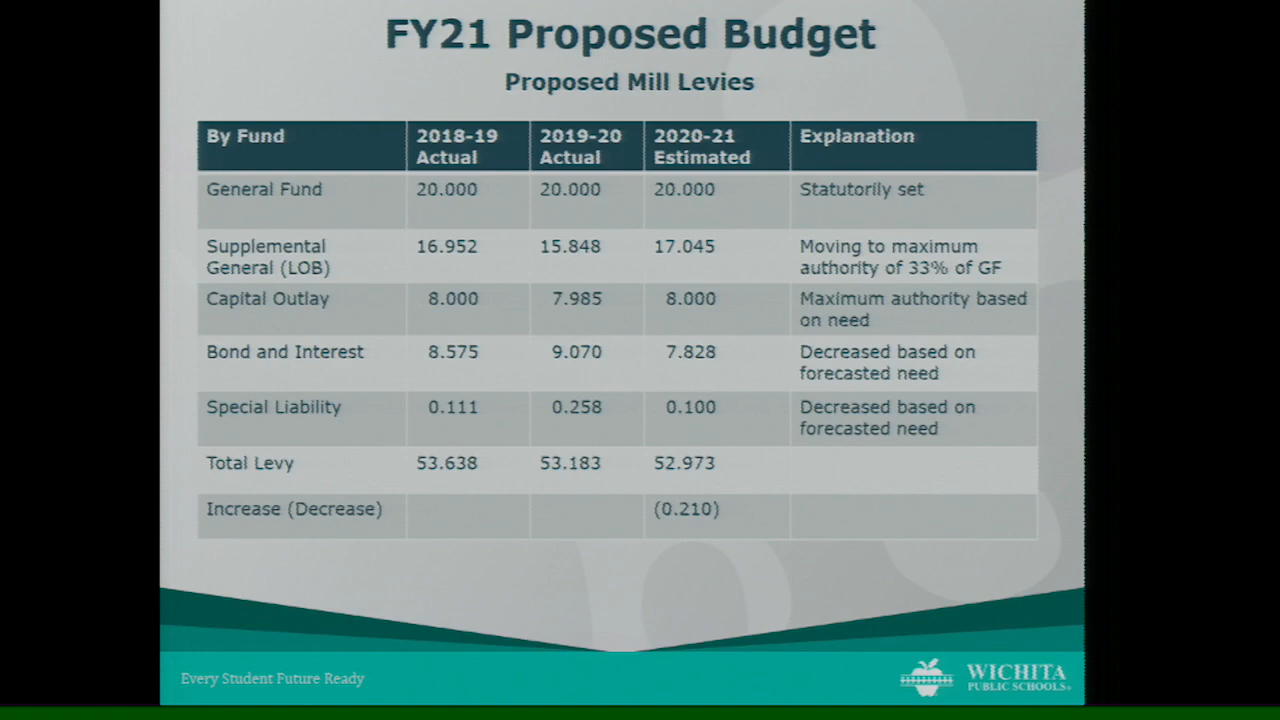 FY21 Proposed Budget
Proposed Mill Levies
By Fund 2018-19 Actual 2019-20 Actual 2020-21 Estimated Explanation
General Fund 20.000 20.000 20.000 Statutorily set
Supplemental General (LOB) 16.952 15.848 17.045 Moving to maximum authority of 33% of GF
Capital Outlay 8.000 7.985 8.000 Maximum authority based on need
Bond and Interest 8.575 9.070 7.828 Decreased based on forecasted need
Special Liability 0.111 0.258 0.100 Decreased based on forecasted need
Total Levy 53.638 53.183 52.973
Increase (Decrease) (0.210)
Every Student Future Ready
WICHITA
PUBLIC SCHOOLS